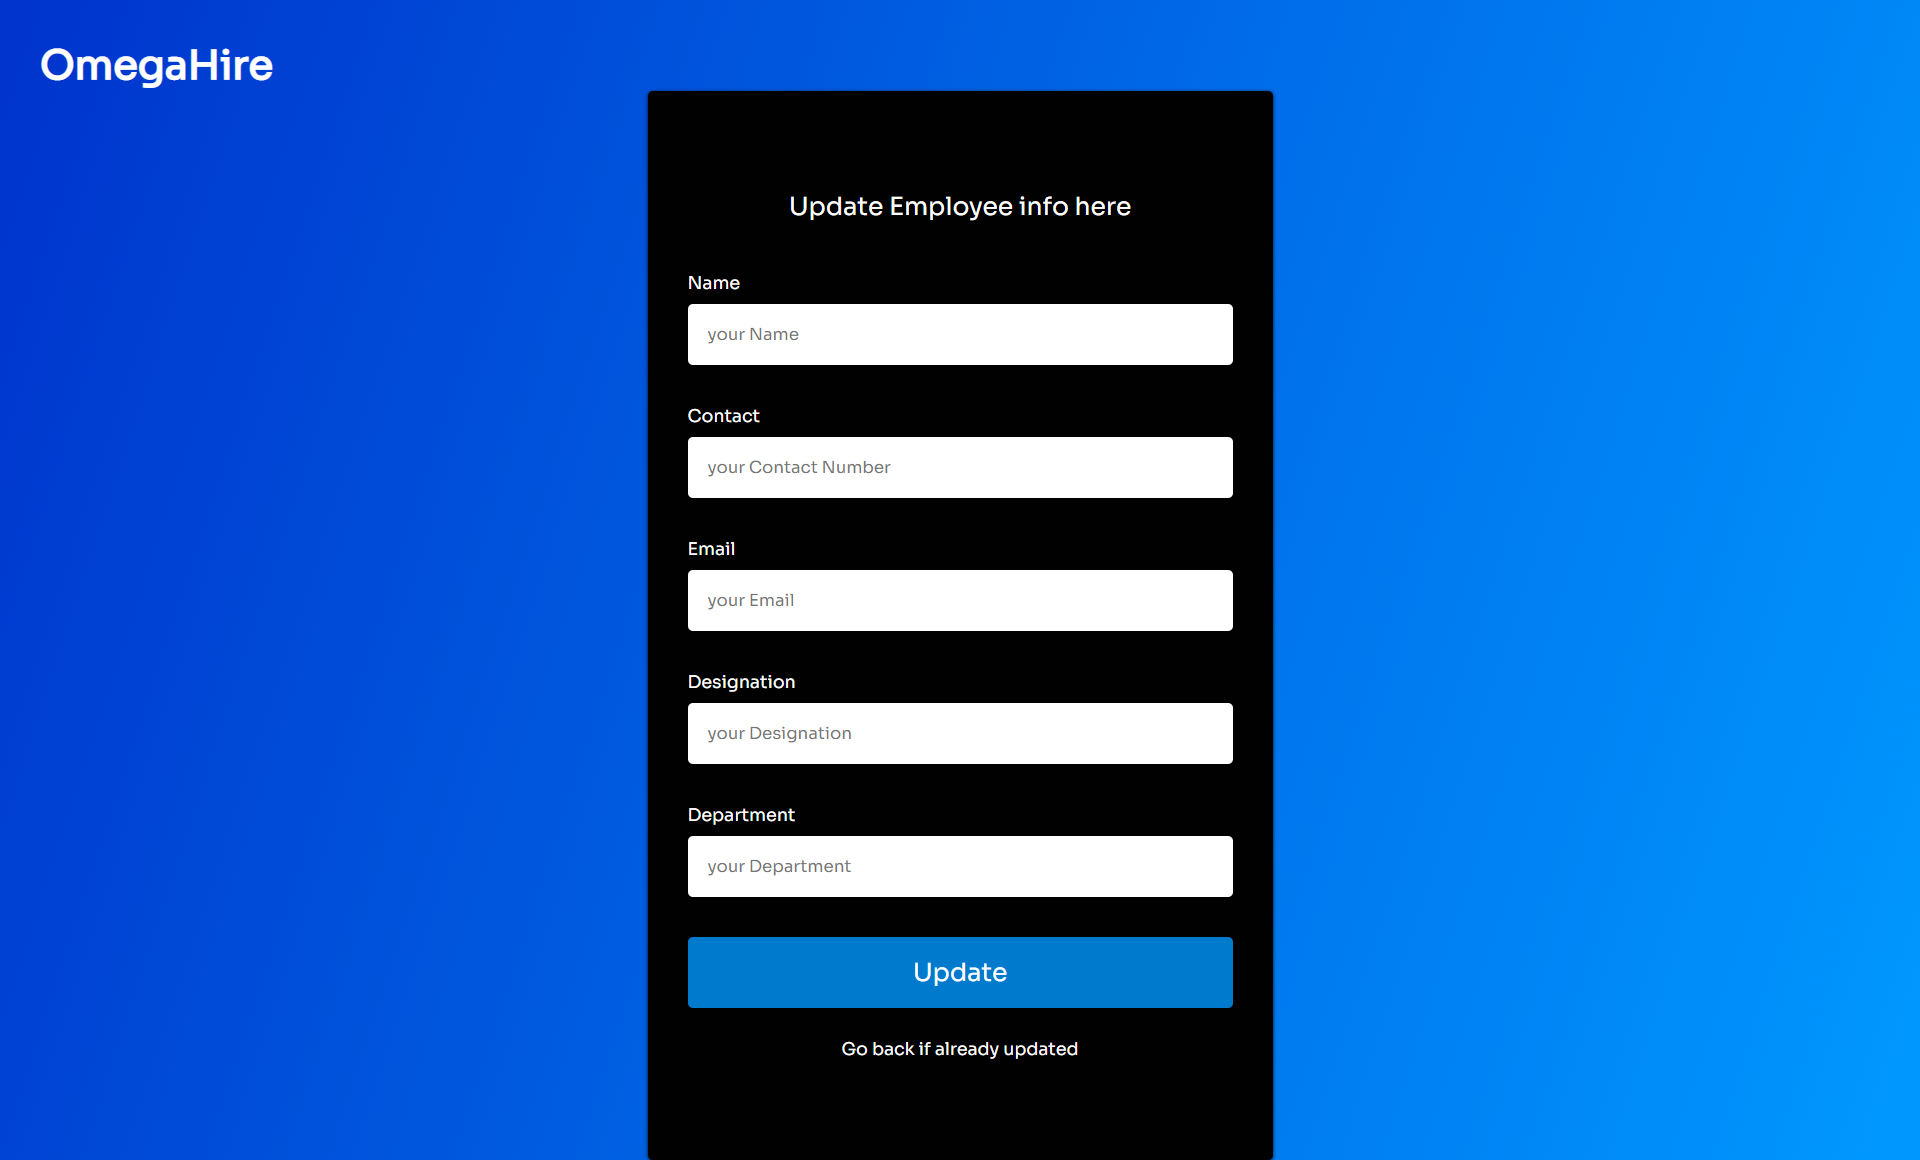 OmegaHire
Update Employee info here
Name
your Name
Contact
your Contact Number
Email
your Email
Designation
your Designation
Department
your Department
Update
Go back if already updated